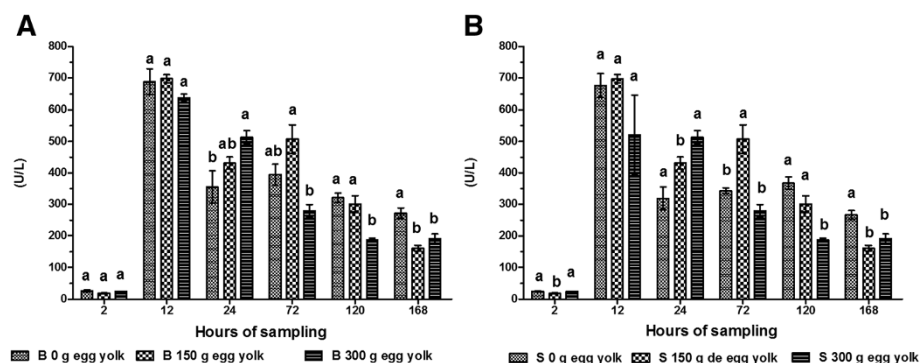 A
800
700
600
500
400
300
200
100
0
(U/L)
a a a
a a a
b ab a
ab a b
a a b
a b b
2 12 24 72 120 168
Hours of sampling
B 0 g egg yolk B 150 g egg yolk B 300 g egg yolk
B
800
700
600
500
400
300
200
100
0
(U/L)
a b a
a a a
a b a
b a b
a a b
a b b
2 12 24 72 120 168
Hours of sampling
S 0 g egg yolk S 150 g de egg yolk S 300 g egg yolk